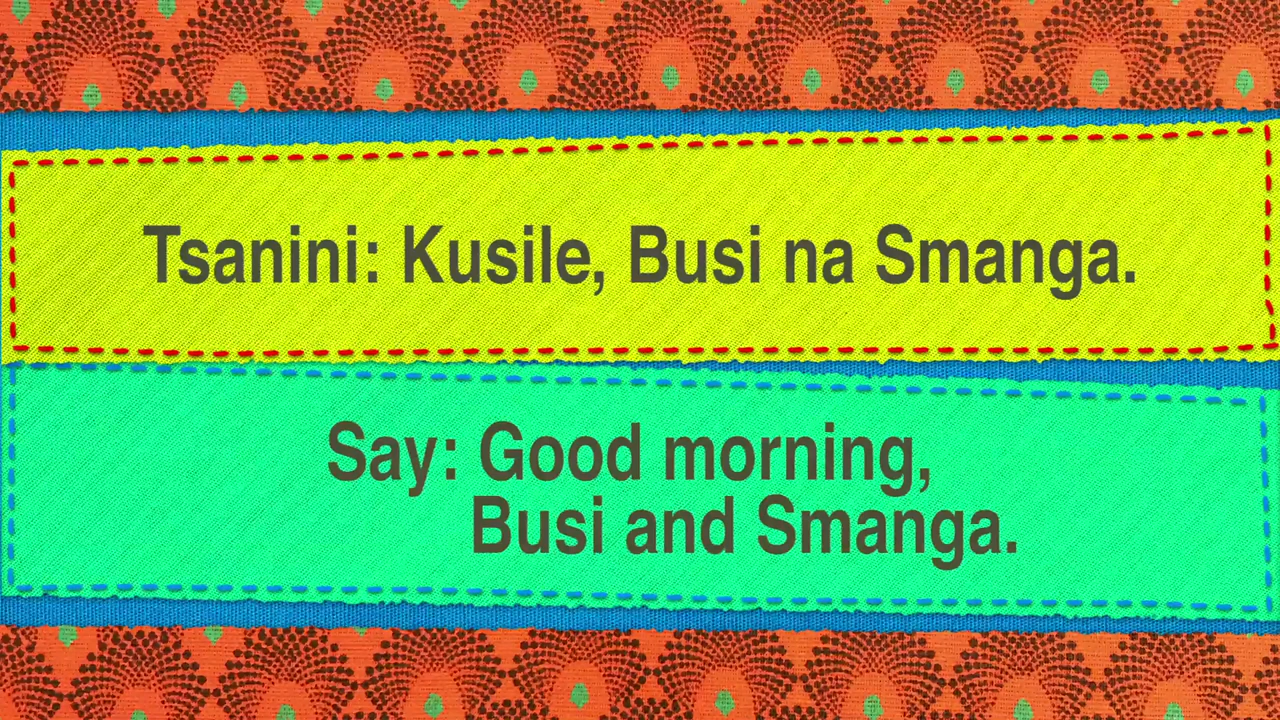 Tsanini: Kusile, Busi na Smanga.
Say: Good morning,
Busi and Smanga.